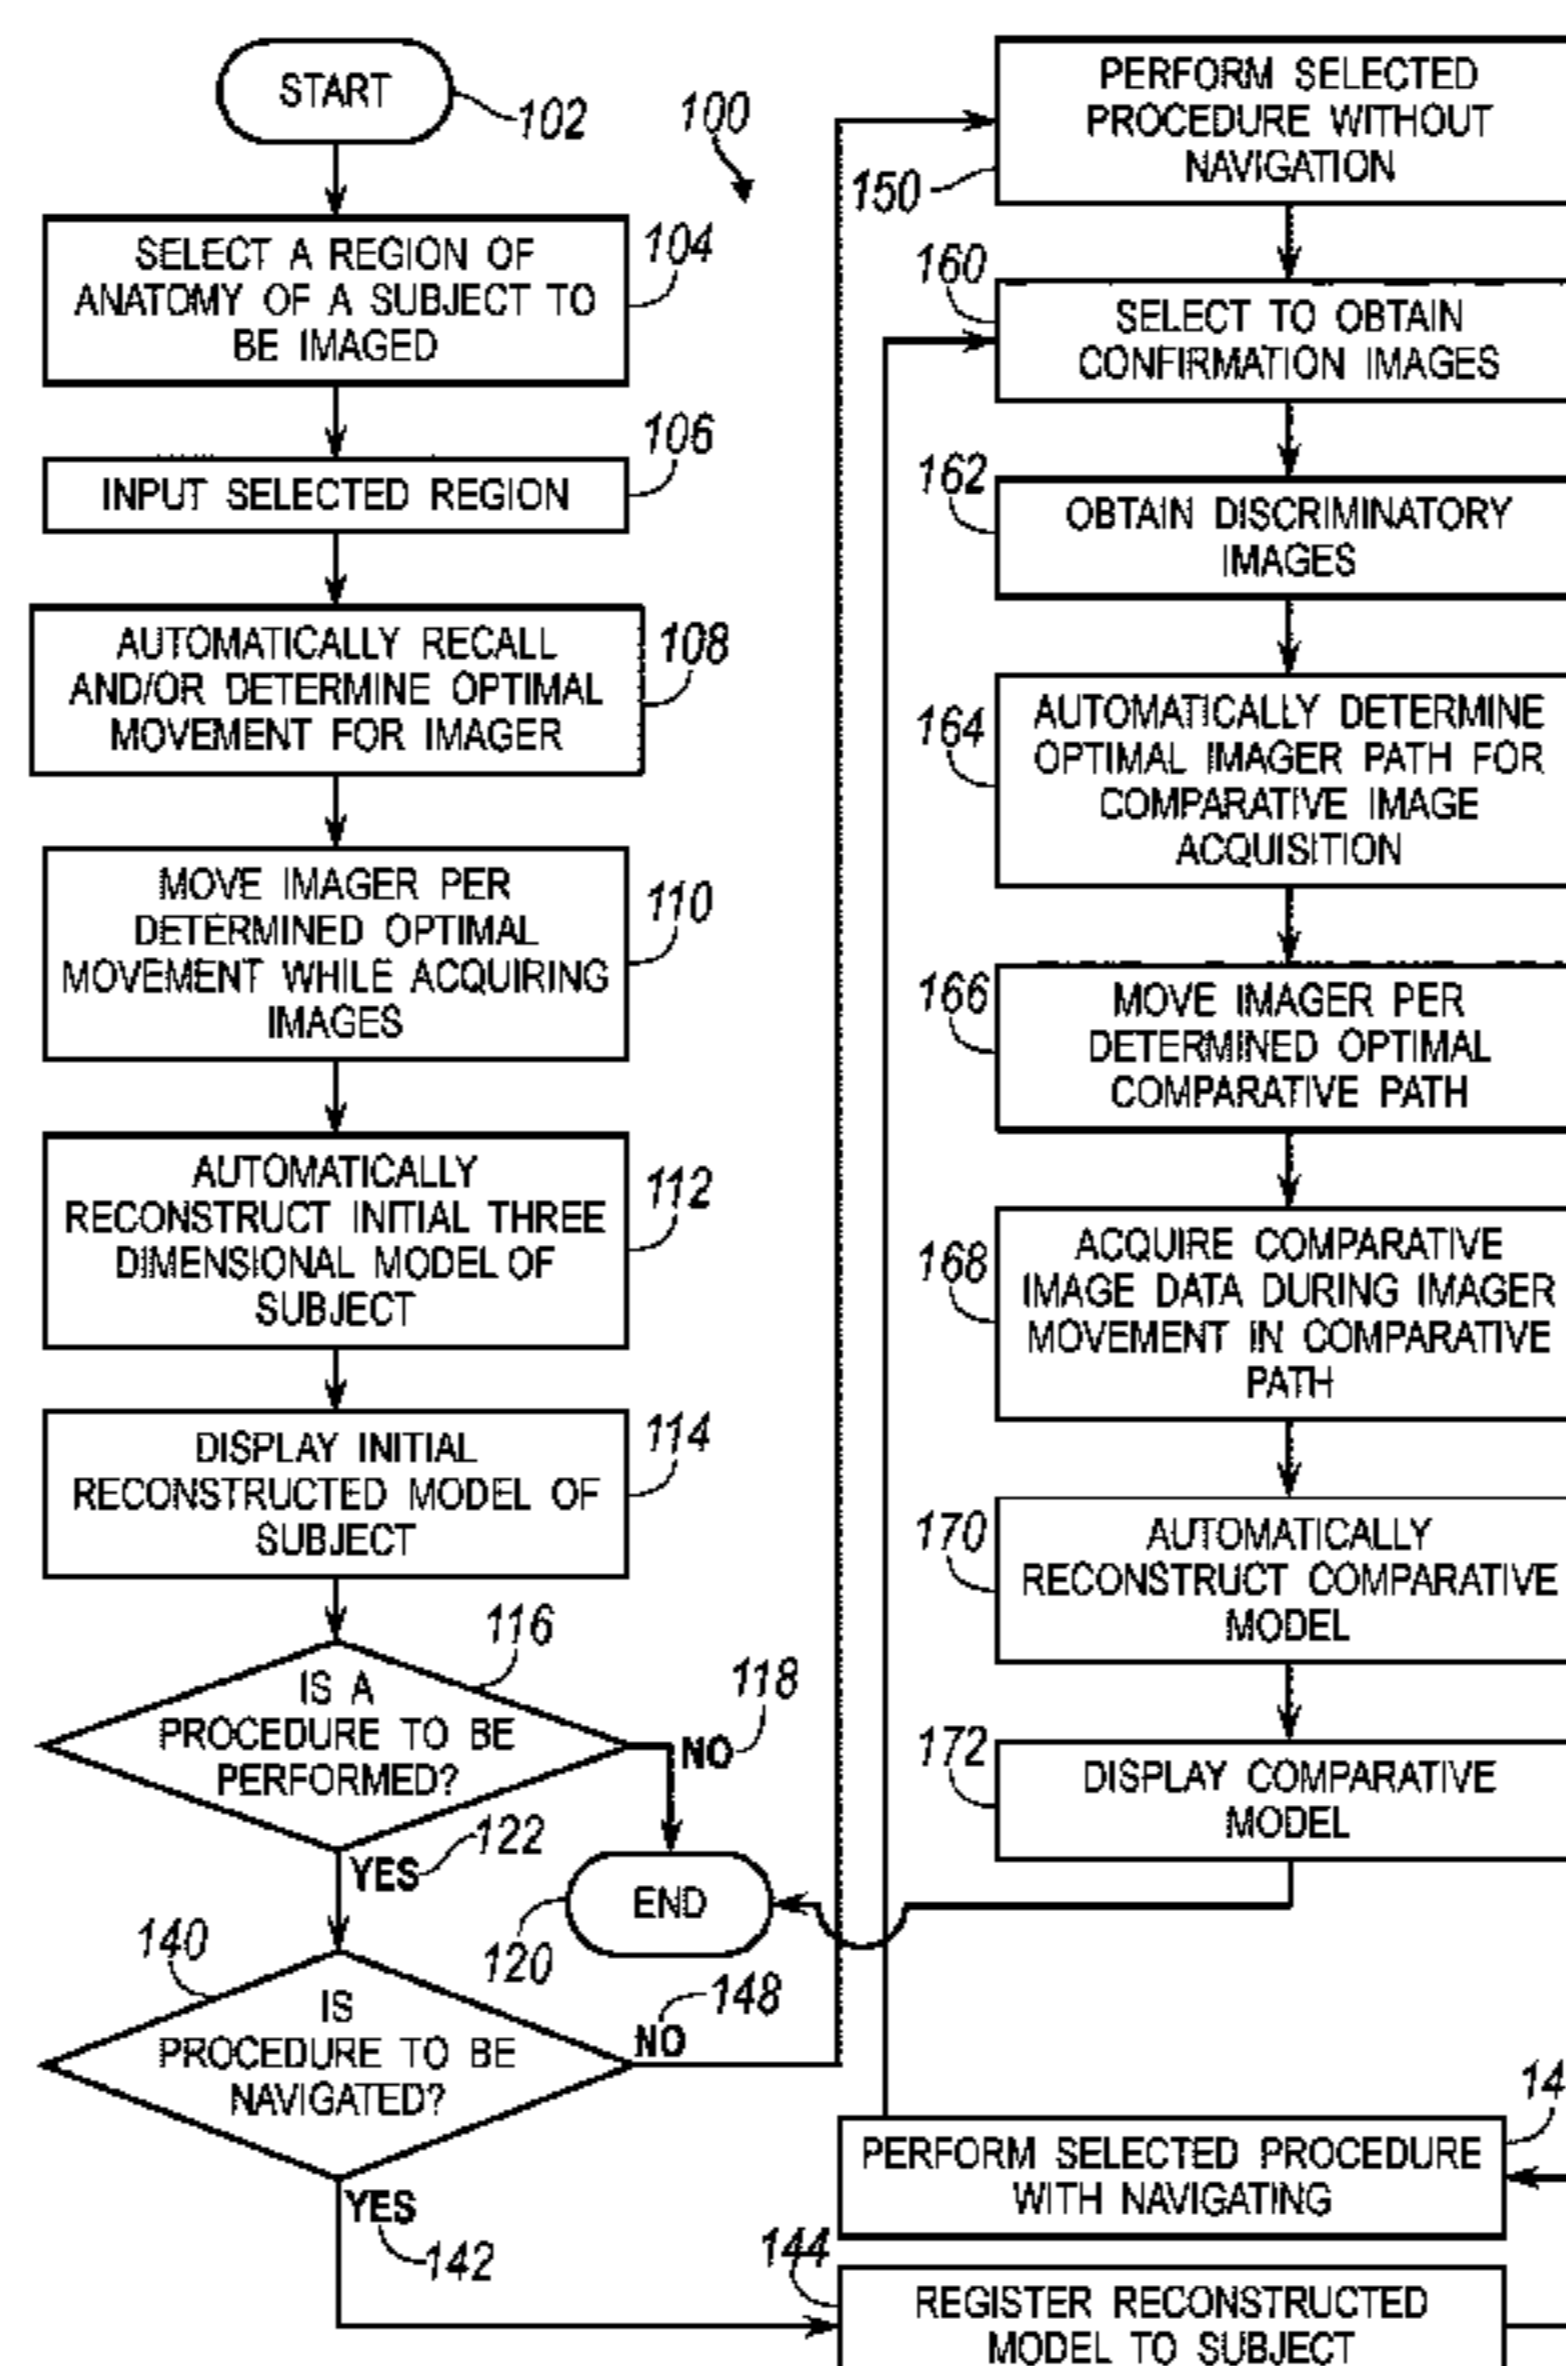 START
102
100
SELECT A REGION OF
ANATOMY OF A SUBJECT TO
BE IMAGED
104
INPUT SELECTED REGION
106
AUTOMATICALLY RECALL
AND/OR DETERMINE OPTIMAL
MOVEMENT FOR IMAGER
108
MOVE IMAGER PER
DETERMINED OPTIMAL
MOVEMENT WHILE ACQUIRING
IMAGES
110
AUTOMATICALLY
RECONSTRUCT INITIAL THREE
DIMENSIONAL MODEL OF
SUBJECT
112
DISPLAY INITIAL
RECONSTRUCTED MODEL OF
SUBJECT
114
IS A
PROCEDURE TO BE
PERFORMED?
116
NO
118
YES
122
END
120
IS
PROCEDURE TO BE
NAVIGATED?
140
NO
148
YES
142
PERFORM SELECTED
PROCEDURE WITHOUT
NAVIGATION
150
SELECT TO OBTAIN
CONFIRMATION IMAGES
160
OBTAIN DISCRIMINATORY
IMAGES
162
AUTOMATICALLY DETERMINE
OPTIMAL IMAGER PATH FOR
COMPARATIVE IMAGE
ACQUISITION
164
MOVE IMAGER PER
DETERMINED OPTIMAL
COMPARATIVE PATH
166
ACQUIRE COMPARATIVE
IMAGE DATA DURING IMAGER
MOVEMENT IN COMPARATIVE
PATH
168
AUTOMATICALLY
RECONSTRUCT COMPARATIVE
MODEL
170
DISPLAY COMPARATIVE
MODEL
172
PERFORM SELECTED PROCEDURE
WITH NAVIGATING
14
REGISTER RECONSTRUCTED
MODEL TO SUBJECT
144